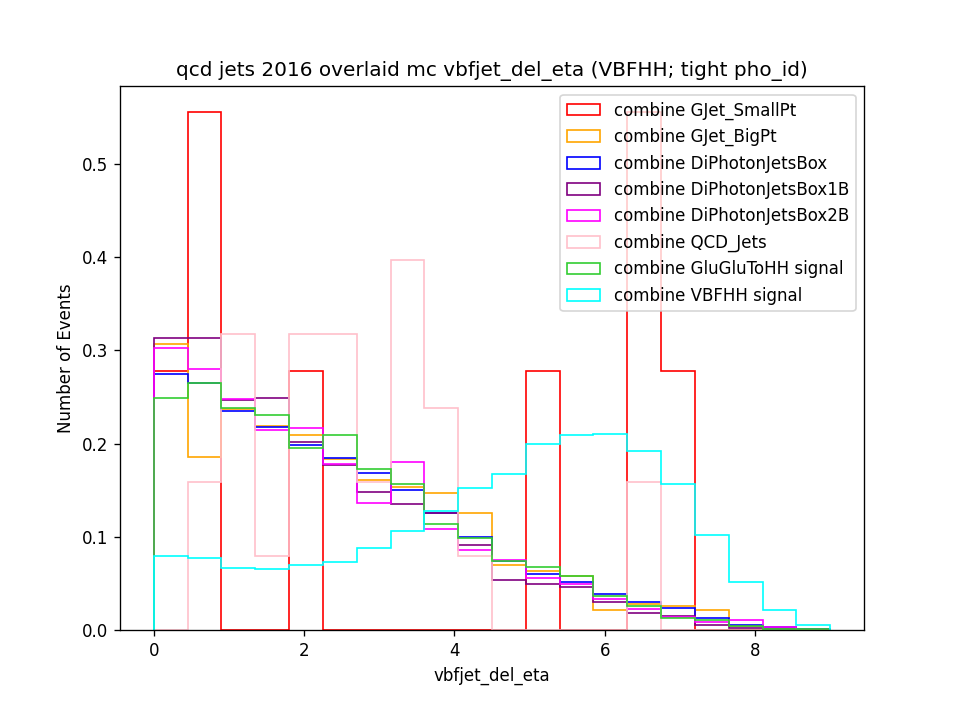 qcd jets 2016 overlaid mc vbfjet_del_eta (VBFHH; tight pho_id)
combine GJet_SmallPt
combine GJet_BigPt
combine DiPhotonJetsBox
combine DiPhotonJetsBox1B
combine DiPhotonJetsBox2B
combine QCD_Jets
combine GluGluToHH signal
combine VBFHH signal
Number of Events
0.5
0.4
0.3
0.2
0.1
0.0
0 2 4 6 8
vbfjet_del_eta